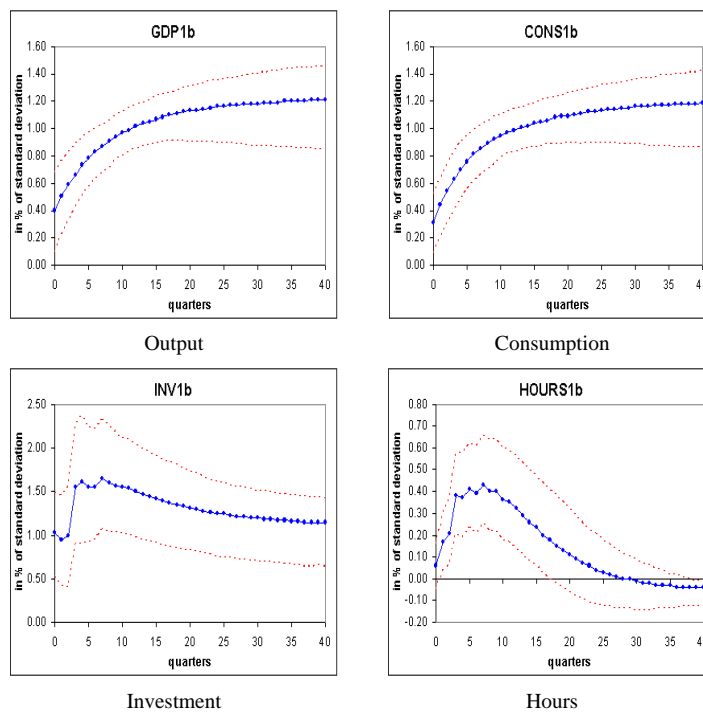 GDP1b
in % of standard deviation
1.60
1.40
1.20
1.00
0.80
0.60
0.40
0.20
0.00
0 5 10 15 20 25 30 35 40
quarters
Output
CONS1b
in % of standard deviation
1.60
1.40
1.20
1.00
0.80
0.60
0.40
0.20
0.00
0 5 10 15 20 25 30 35 40
quarters
Consumption
INV1b
in % of standard deviation
2.50
2.00
1.50
1.00
0.50
0.00
0 5 10 15 20 25 30 35 40
quarters
Investment
HOURS1b
in % of standard deviation
0.80
0.70
0.60
0.50
0.40
0.30
0.20
0.10
0.00
-0.10
-0.20
0 5 10 15 20 25 30 35 40
quarters
Hours